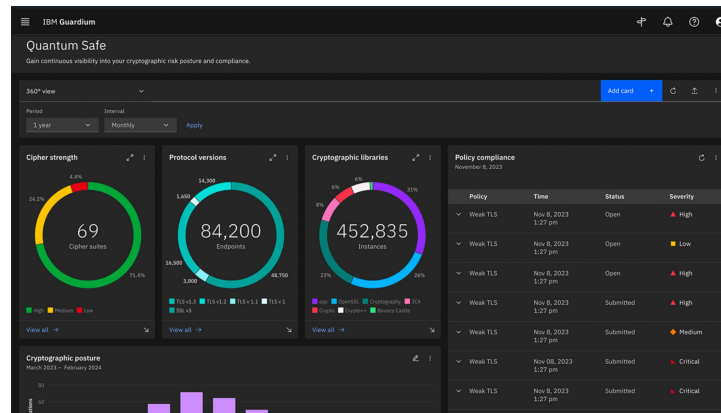 IBM Guardium
Quantum Safe
Gain continuous visibility into your cryptographic risk posture and compliance.
360° view
Add card +
Period
Interval
1 year
Monthly
Apply
Cipher strength
4.4%
24.2%
69
Cipher suites
71.4%
High Medium Low
View all →
Protocol versions
14,300
1,650
84,200
Endpoints
16,500
3,000
48,750
TLS v1.3 TLS v1.2 TLS v 1.1 TLS v 1
SSL v3
View all →
Cryptographic libraries
6%
6%
31%
8%
452,835
Instances
23%
26%
OpenSSL Cryptography JCA
Crypto Crypto++ Bouncy Castle
View all →
Policy compliance
November 8, 2023
Policy Time Status Severity
Weak TLS Nov 8, 2023 Open High
1:27 pm
Weak TLS Nov 8, 2023 Open Low
1:27 pm
Weak TLS Nov 8, 2023 Open High
1:27 pm
Weak TLS Nov 8, 2023 Submitted High
1:27 pm
Weak TLS Nov 8, 2023 Submitted Medium
1:27 pm
Weak TLS Nov 08, 2023 Submitted Critical
1:27 pm
Weak TLS Nov 8, 2023 Submitted Critical
1:27 pm
Cryptographic posture
March 2023 – February 2024
80
60